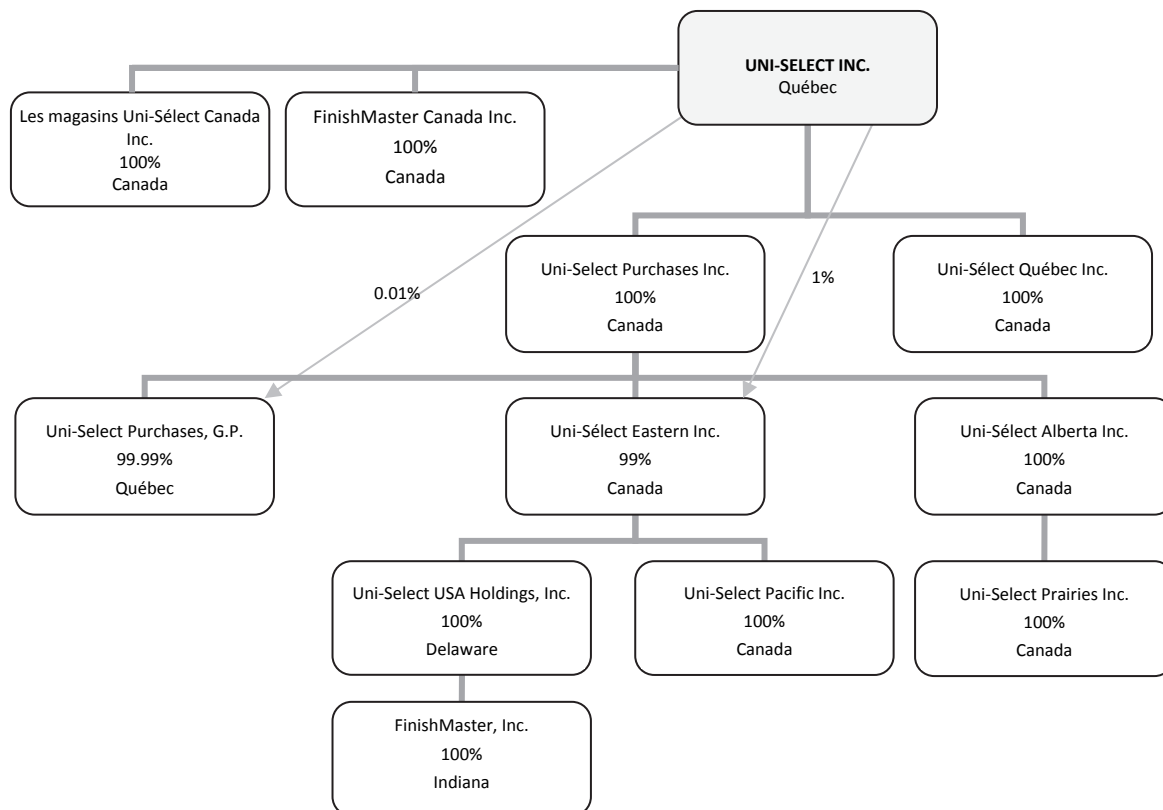 UNI-SELECT INC.
Québec
Les magasins Uni-Sélect Canada
Inc.
100%
Canada
FinishMaster Canada Inc.
100%
Canada
Uni-Select Purchases Inc.
100%
Canada
Uni-Sélect Québec Inc.
100%
Canada
0.01%
1%
Uni-Select Purchases, G.P.
99.99%
Québec
Uni-Sélect Eastern Inc.
99%
Canada
Uni-Sélect Alberta Inc.
100%
Canada
Uni-Select USA Holdings, Inc.
100%
Delaware
Uni-Select Pacific Inc.
100%
Canada
Uni-Select Prairies Inc.
100%
Canada
FinishMaster, Inc.
100%
Indiana